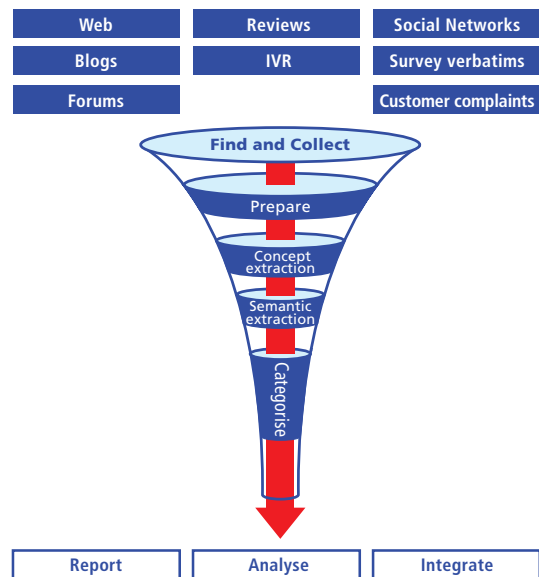 Web
Reviews
Social Networks
Blogs
IVR
Survey verbatims
Forums
Customer complaints
Find and Collect
Prepare
Concept
extraction
Semantic
extraction
Categorise
Report
Analyse
Integrate